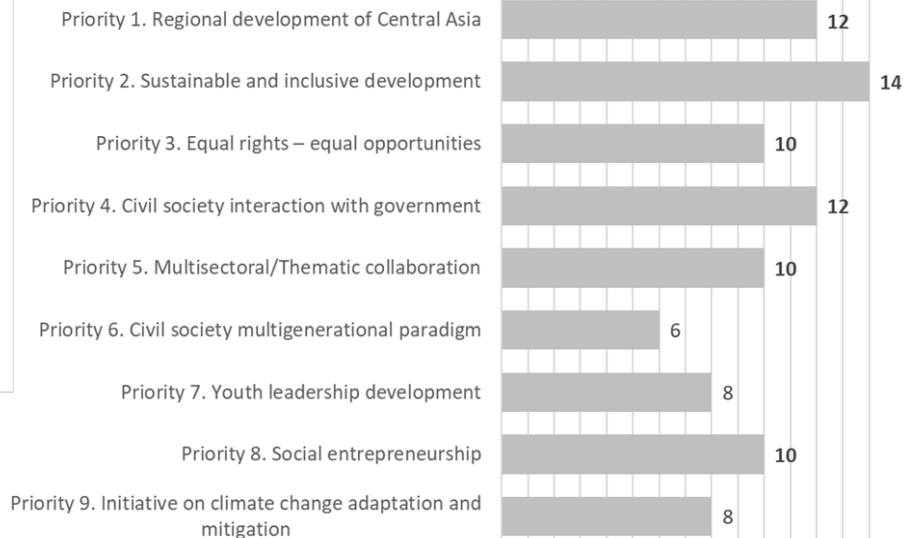 Priority 1. Regional development of Central Asia 12
Priority 2. Sustainable and inclusive development 14
Priority 3. Equal rights – equal opportunities 10
Priority 4. Civil society interaction with government 12
Priority 5. Multisectoral/Thematic collaboration 10
Priority 6. Civil society multigenerational paradigm 6
Priority 7. Youth leadership development 8
Priority 8. Social entrepreneurship 10
Priority 9. Initiative on climate change adaptation and
mitigation 8